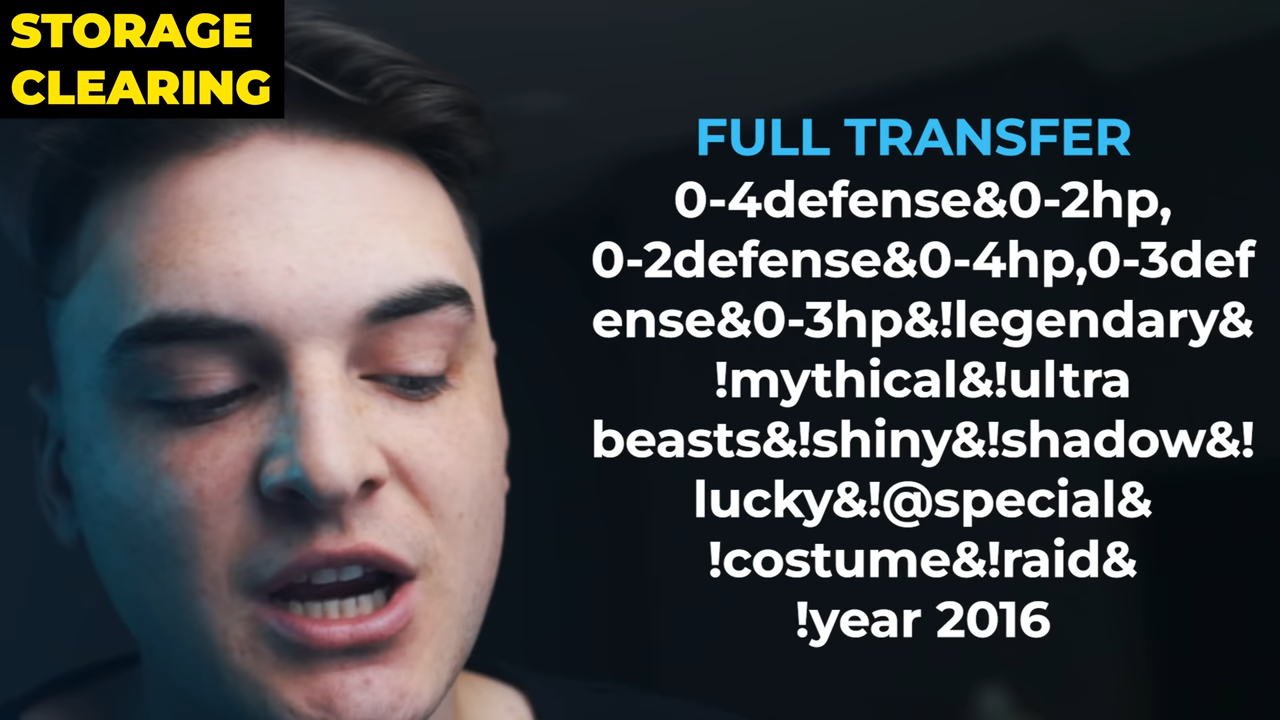 STORAGE
CLEARING
FULL TRANSFER
0-4defense&0-2hp,
0-2defense&0-4hp,0-3def
ense&0-3hp&!legendary&
!mythical&!ultra
beasts&!shiny&!shadow&!
lucky&!@special&
!costume&!raid&
!year 2016